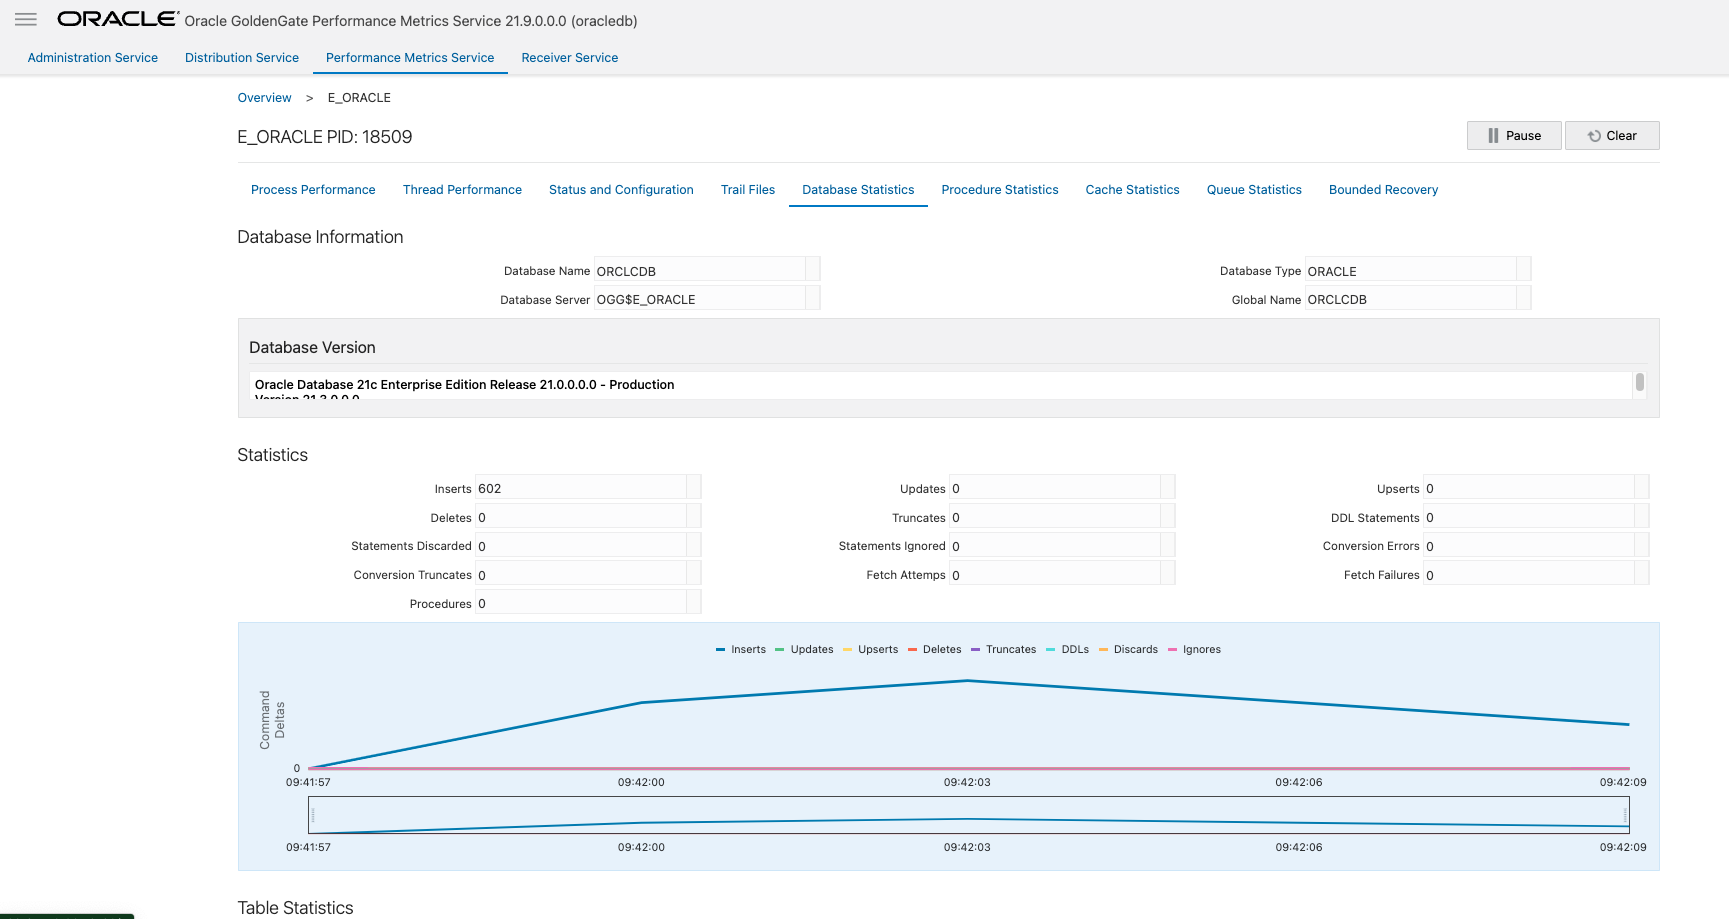 ORACLE Oracle GoldenGate Performance Metrics Service 21.9.0.0.0 (oracledb)
Administration Service Distribution Service Performance Metrics Service Receiver Service
Overview > E_ORACLE
E_ORACLE PID: 18509
Pause Clear
Process Performance Thread Performance Status and Configuration Trail Files Database Statistics Procedure Statistics Cache Statistics Queue Statistics Bounded Recovery
Database Information
Database Name ORCLCDB Database Type ORACLE
Database Server OGG$E_ORACLE Global Name ORCLCDB
Database Version
Oracle Database 21c Enterprise Edition Release 21.0.0.0.0 - Production
Version 21.3.0.0.0
Statistics
Inserts 602 Updates 0 Upserts 0
Deletes 0 Truncates 0 DDL Statements 0
Statements Discarded 0 Statements Ignored 0 Conversion Errors 0
Conversion Truncates 0 Fetch Attemps 0 Fetch Failures 0
Procedures 0
Inserts Updates Upserts Deletes Truncates DDLs Discards Ignores
Command
Deltas
0
09:41:57 09:42:00 09:42:03 09:42:06 09:42:09
09:41:57 09:42:00 09:42:03 09:42:06 09:42:09
Table Statistics